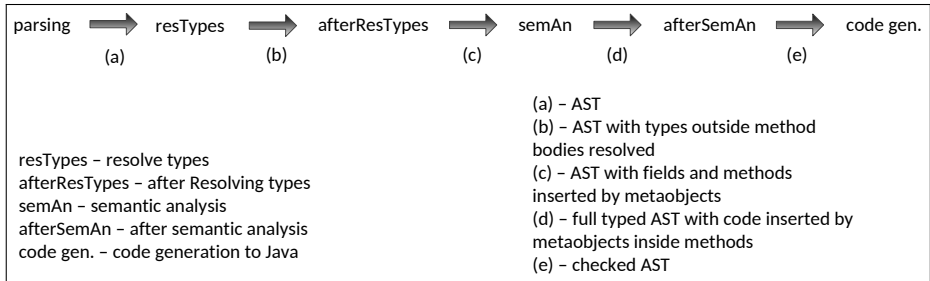 parsing resTypes afterResTypes semAn afterSemAn code gen.
(a) (b) (c) (d) (e)
resTypes – resolve types
afterResTypes – after Resolving types
semAn – semantic analysis
afterSemAn – after semantic analysis
code gen. – code generation to Java
(a) – AST
(b) – AST with types outside method
bodies resolved
(c) – AST with fields and methods
inserted by metaobjects
(d) – full typed AST with code inserted by
metaobjects inside methods
(e) – checked AST